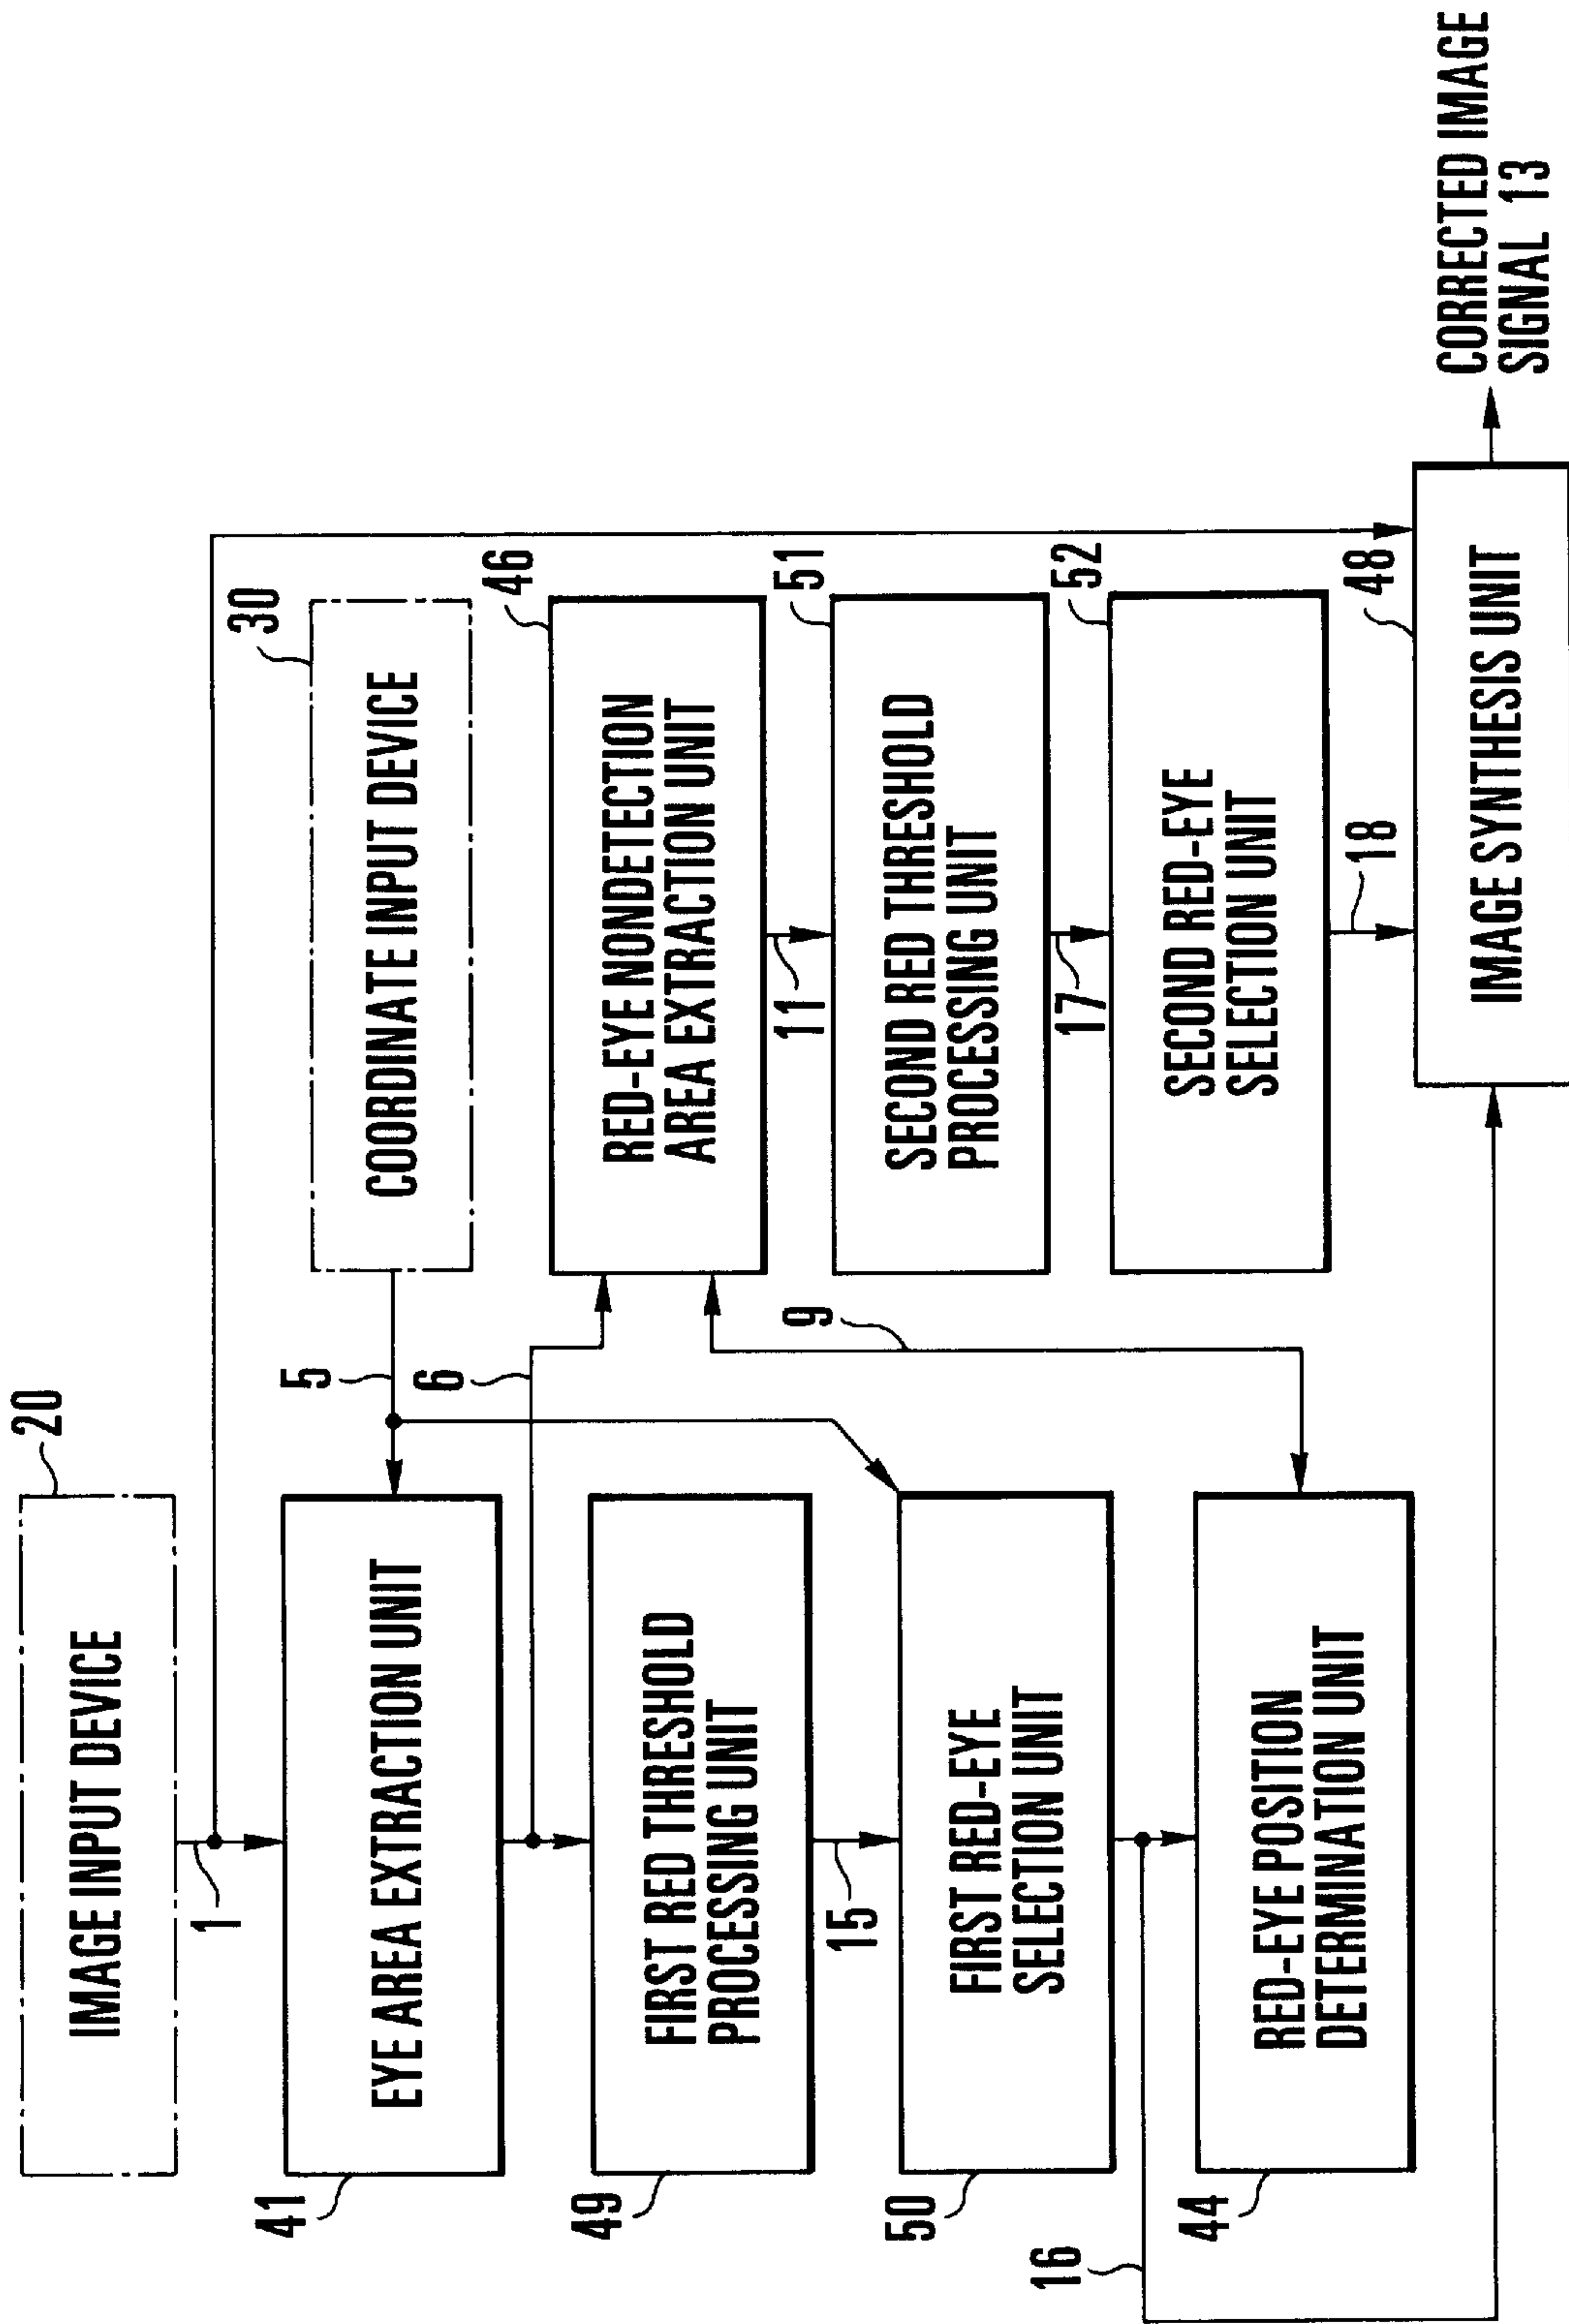 20
IMAGE INPUT DEVICE
1
30
COORDINATE INPUT DEVICE
5
41
EYE AREA EXTRACTION UNIT
6
46
RED-EYE NONDETECTION
AREA EXTRACTION UNIT
49
FIRST RED THRESHOLD
PROCESSING UNIT
11
51
SECOND RED THRESHOLD
PROCESSING UNIT
15
9
50
FIRST RED-EYE
SELECTION UNIT
17
52
SECOND RED-EYE
SELECTION UNIT
16
44
RED-EYE POSITION
DETERMINATION UNIT
18
48
IMAGE SYNTHESIS UNIT
CORRECTED IMAGE
SIGNAL 13